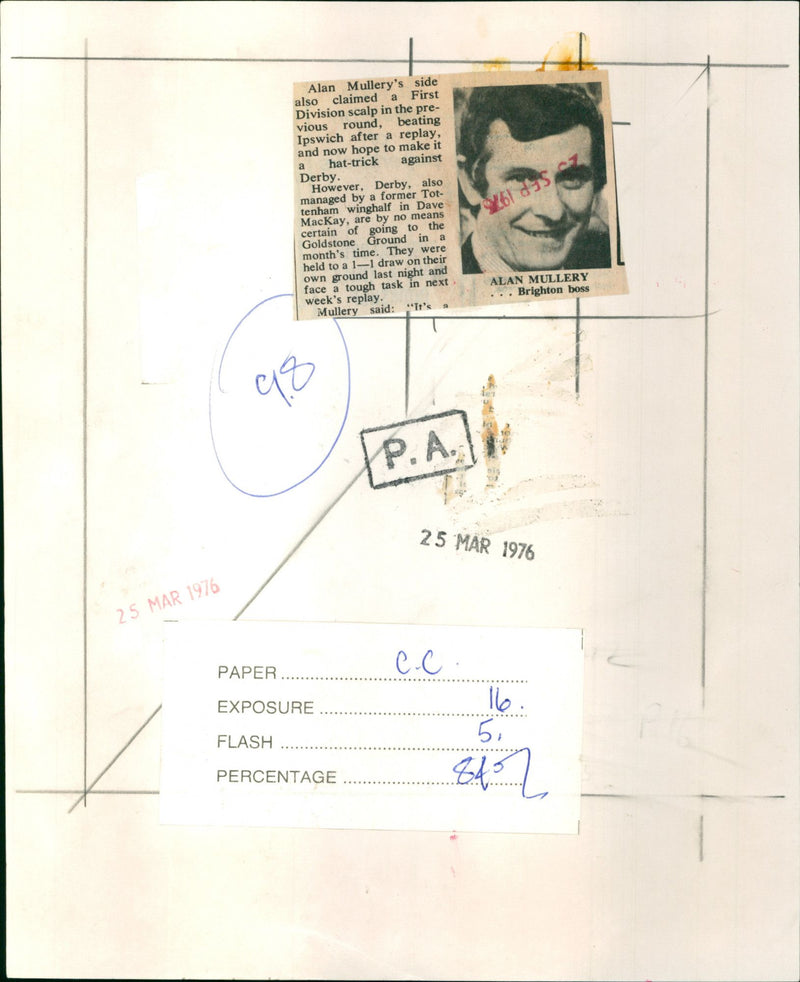 Alan Mullery's side
also claimed a First
Division scalp in the pre-
vious round, beating
Ipswich after a replay,
and now hope to make it
a hat-trick against
Derby.
However, Derby, also
managed by a former Tot-
tenham winghalf in Dave
MacKay, are by no means
certain of going to the
Goldstone Ground in a
month's time. They were
held to a 1—1 draw on their
own ground last night and
face a tough task in next
week's replay.
Mullery said: "It's a
23 SEP 1976
ALAN MULLERY
. . . Brighton boss
9.8
P.A.
25 MAR 1976
25 MAR 1976
PAPER C.C.
EXPOSURE 16.
FLASH 5.
PERCENTAGE